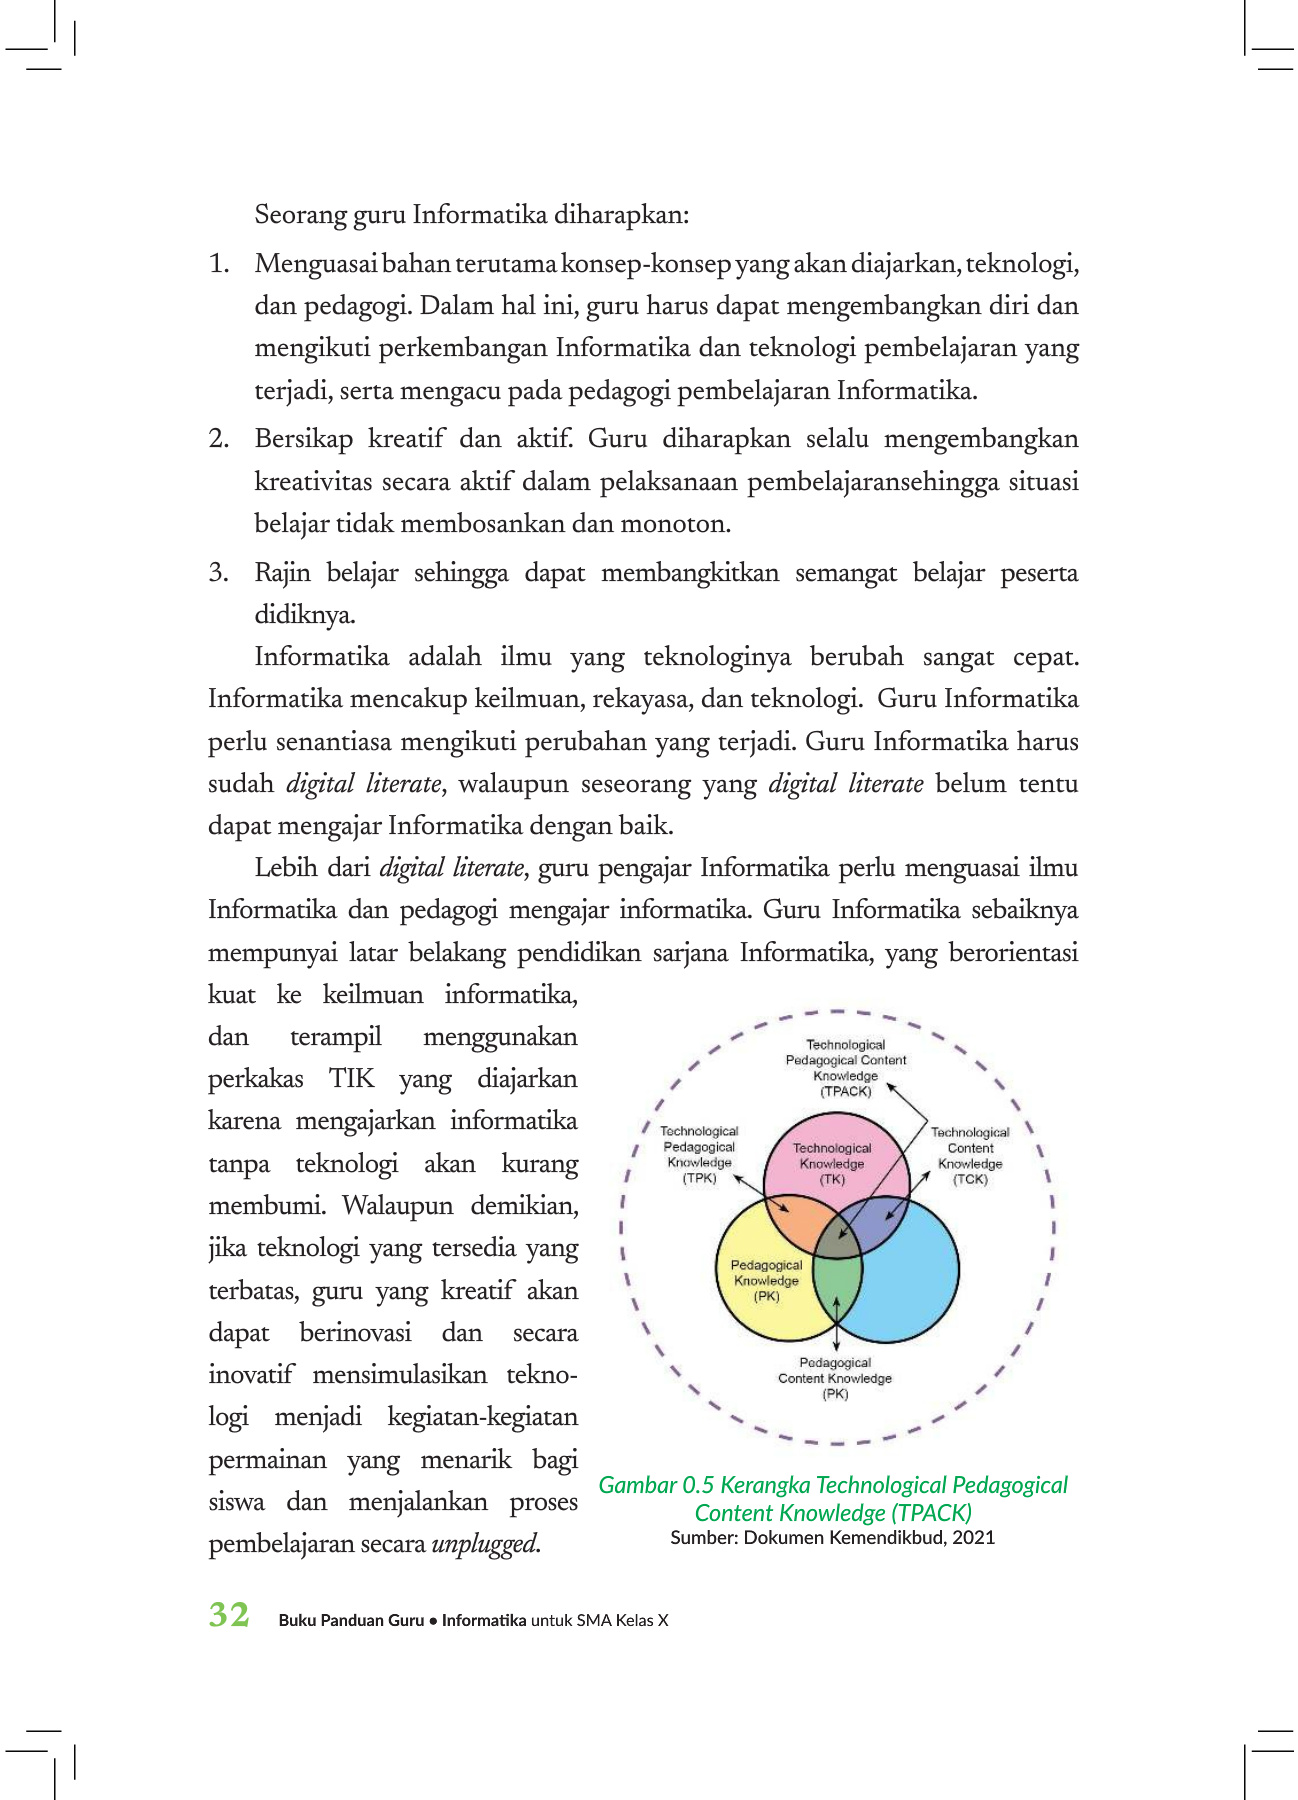 Seorang guru Informatika diharapkan:
1. Menguasai bahan terutama konsep-konsep yang akan diajarkan, teknologi,
dan pedagogi. Dalam hal ini, guru harus dapat mengembangkan diri dan
mengikuti perkembangan Informatika dan teknologi pembelajaran yang
terjadi, serta mengacu pada pedagogi pembelajaran Informatika.
2. Bersikap kreatif dan aktif. Guru diharapkan selalu mengembangkan
kreativitas secara aktif dalam pelaksanaan pembelajaransehingga situasi
belajar tidak membosankan dan monoton.
3. Rajin belajar sehingga dapat membangkitkan semangat belajar peserta
didiknya.
Informatika adalah ilmu yang teknologinya berubah sangat cepat.
Informatika mencakup keilmuan, rekayasa, dan teknologi. Guru Informatika
perlu senantiasa mengikuti perubahan yang terjadi. Guru Informatika harus
sudah digital literate, walaupun seseorang yang digital literate belum tentu
dapat mengajar Informatika dengan baik.
Lebih dari digital literate, guru pengajar Informatika perlu menguasai ilmu
Informatika dan pedagogi mengajar informatika. Guru Informatika sebaiknya
mempunyai latar belakang pendidikan sarjana Informatika, yang berorientasi
kuat ke keilmuan informatika,
dan terampil menggunakan
perkakas TIK yang diajarkan
karena mengajarkan informatika
tanpa teknologi akan kurang
membumi. Walaupun demikian,
jika teknologi yang tersedia yang
terbatas, guru yang kreatif akan
dapat berinovasi dan secara
inovatif mensimulasikan tekno-
logi menjadi kegiatan-kegiatan
permainan yang menarik bagi
siswa dan menjalankan proses
pembelajaran secara unplugged.
Technological
Pedagogical Content
Knowledge
(TPACK)
Technological
Pedagogical
Knowledge
(TPK)
Technological
Knowledge
(TK)
Technological
Content
Knowledge
(TCK)
Pedagogical
Knowledge
(PK)
Pedagogical
Content Knowledge
(PK)
Gambar 0.5 Kerangka Technological Pedagogical
Content Knowledge (TPACK)
Sumber: Dokumen Kemendikbud, 2021
32 Buku Panduan Guru • Informatika untuk SMA Kelas X